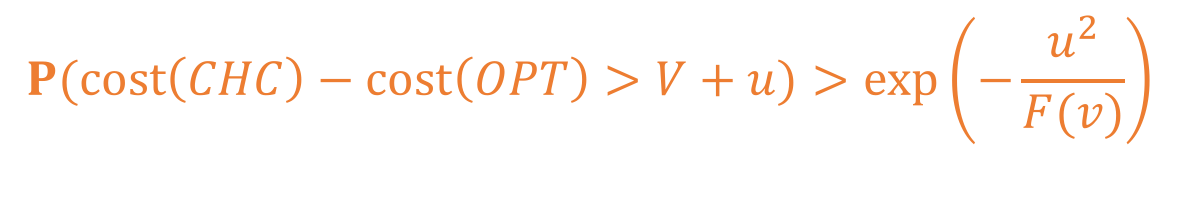 P(cost(CHC) − cost(OPT) > V + u) > exp(−u²/F(v))